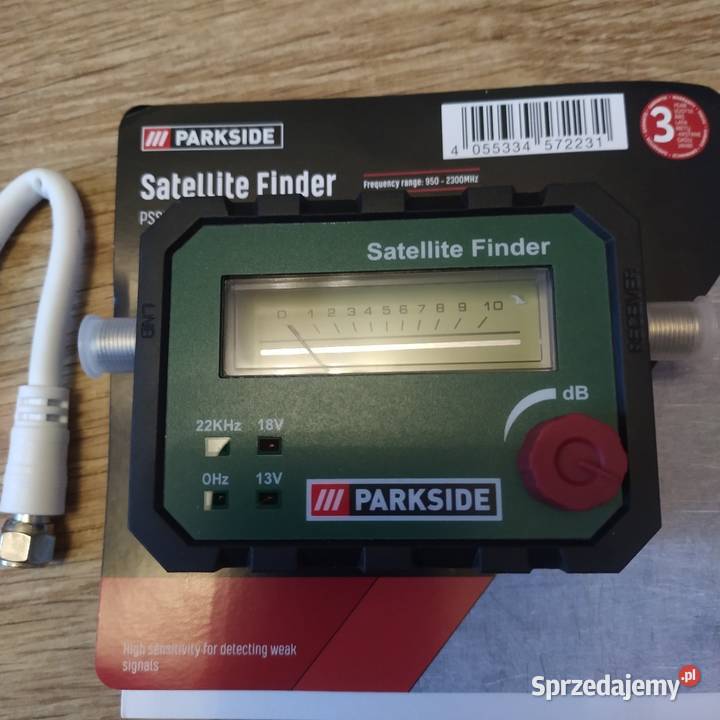 PARKSIDE
4 055334 572231
3
Satellite Finder
Frequency range: 950 - 2300MHz
Satellite Finder
LNB
RECEIVER
0 1 2 3 4 5 6 7 8 9 10
dB
22KHz 18V
0Hz 13V
PARKSIDE
High sensitivity for detecting weak
signals
Sprzedajemy.pl